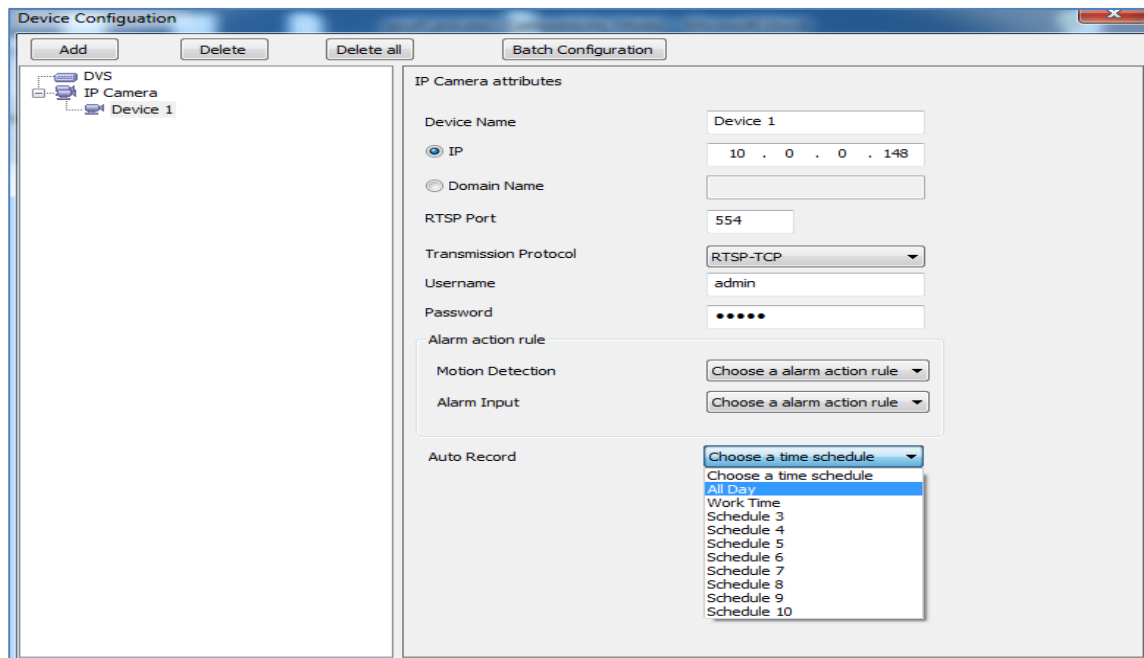 Device Configuation
Add Delete Delete all Batch Configuration
DVS
IP Camera
Device 1
IP Camera attributes
Device Name Device 1
IP 10 . 0 . 0 . 148
Domain Name
RTSP Port 554
Transmission Protocol RTSP-TCP
Username admin
Password •••••
Alarm action rule
Motion Detection Choose a alarm action rule
Alarm Input Choose a alarm action rule
Auto Record Choose a time schedule
Choose a time schedule
All Day
Work Time
Schedule 3
Schedule 4
Schedule 5
Schedule 6
Schedule 7
Schedule 8
Schedule 9
Schedule 10